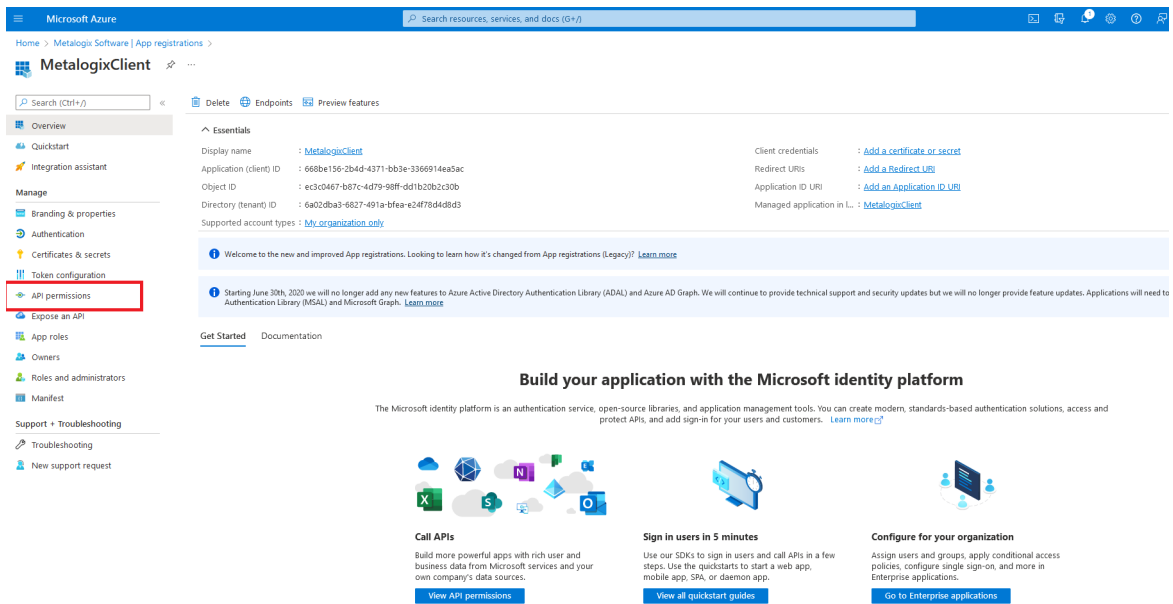 Microsoft Azure
Search resources, services, and docs (G+/)
1
Home > Metalogix Software | App registrations >
MetalogixClient ...
Search (Ctrl+/) «
Delete Endpoints Preview features
Overview
Quickstart
Integration assistant
Manage
Branding & properties
Authentication
Certificates & secrets
Token configuration
API permissions
Expose an API
App roles
Owners
Roles and administrators
Manifest
Support + Troubleshooting
Troubleshooting
New support request
Essentials
Display name : MetalogixClient
Application (client) ID : 668be156-2b4d-4371-bb3e-3366914ea5ac
Object ID : ec3c0467-b87c-4d79-98ff-dd1b20b2c30b
Directory (tenant) ID : 6a02dba3-6827-491a-bfea-e24f78d4d8d3
Supported account types : My organization only
Client credentials : Add a certificate or secret
Redirect URIs : Add a Redirect URI
Application ID URI : Add an Application ID URI
Managed application in l... : MetalogixClient
Welcome to the new and improved App registrations. Looking to learn how it's changed from App registrations (Legacy)? Learn more
Starting June 30th, 2020 we will no longer add any new features to Azure Active Directory Authentication Library (ADAL) and Azure AD Graph. We will continue to provide technical support and security updates but we will no longer provide feature updates. Applications will need to
Authentication Library (MSAL) and Microsoft Graph. Learn more
Get Started Documentation
Build your application with the Microsoft identity platform
The Microsoft identity platform is an authentication service, open-source libraries, and application management tools. You can create modern, standards-based authentication solutions, access and
protect APIs, and add sign-in for your users and customers. Learn more
N
X
S
O
Call APIs
Build more powerful apps with rich user and
business data from Microsoft services and your
own company's data sources.
View API permissions
Sign in users in 5 minutes
Use our SDKs to sign in users and call APIs in a few
steps. Use the quickstarts to start a web app,
mobile app, SPA, or daemon app.
View all quickstart guides
Configure for your organization
Assign users and groups, apply conditional access
policies, configure single sign-on, and more in
Enterprise applications.
Go to Enterprise applications